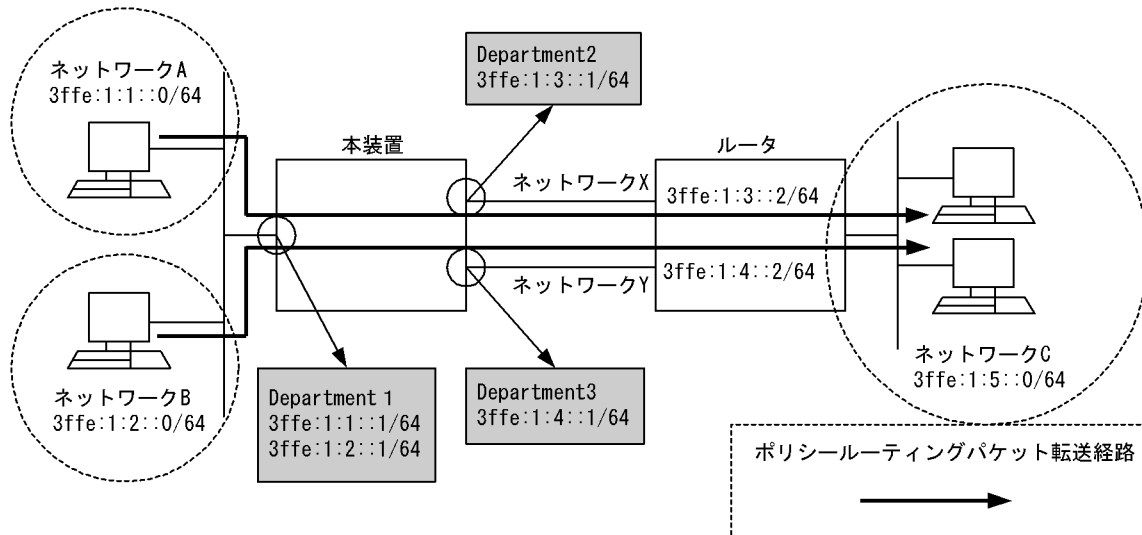 ネットワークA
3ffe:1:1::0/64
Department2
3ffe:1:3::1/64
本装置
ルータ
ネットワークX
3ffe:1:3::2/64
ネットワークY
3ffe:1:4::2/64
ネットワークB
3ffe:1:2::0/64
Department 1
3ffe:1:1::1/64
3ffe:1:2::1/64
Department3
3ffe:1:4::1/64
ネットワークC
3ffe:1:5::0/64
ポリシールーティングパケット転送経路